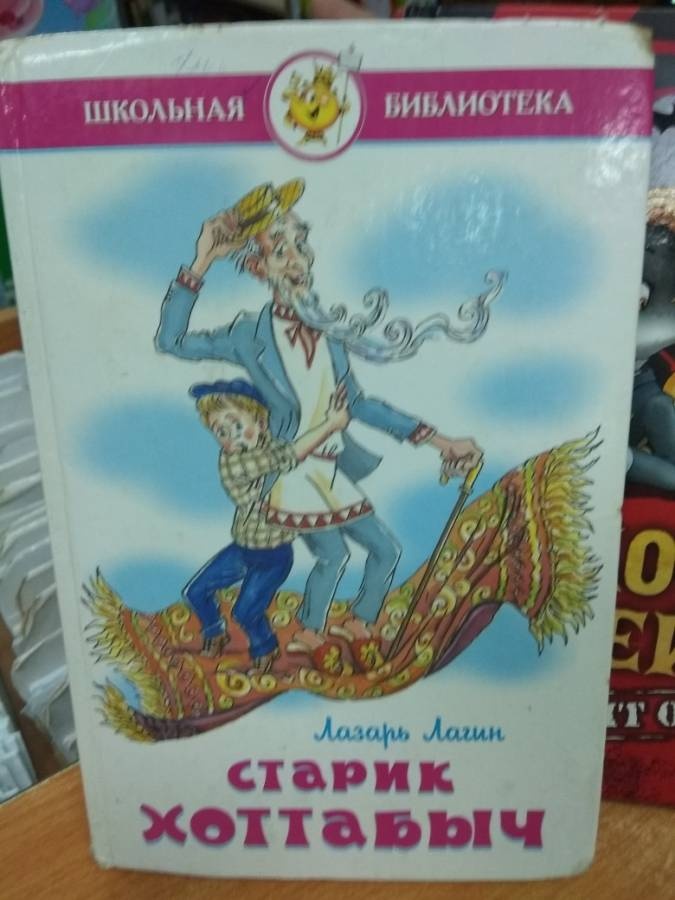 ШКОЛЬНАЯ БИБЛИОТЕКА
Лазарь Лагин
СТАРИК
ХОТТАБЫЧ